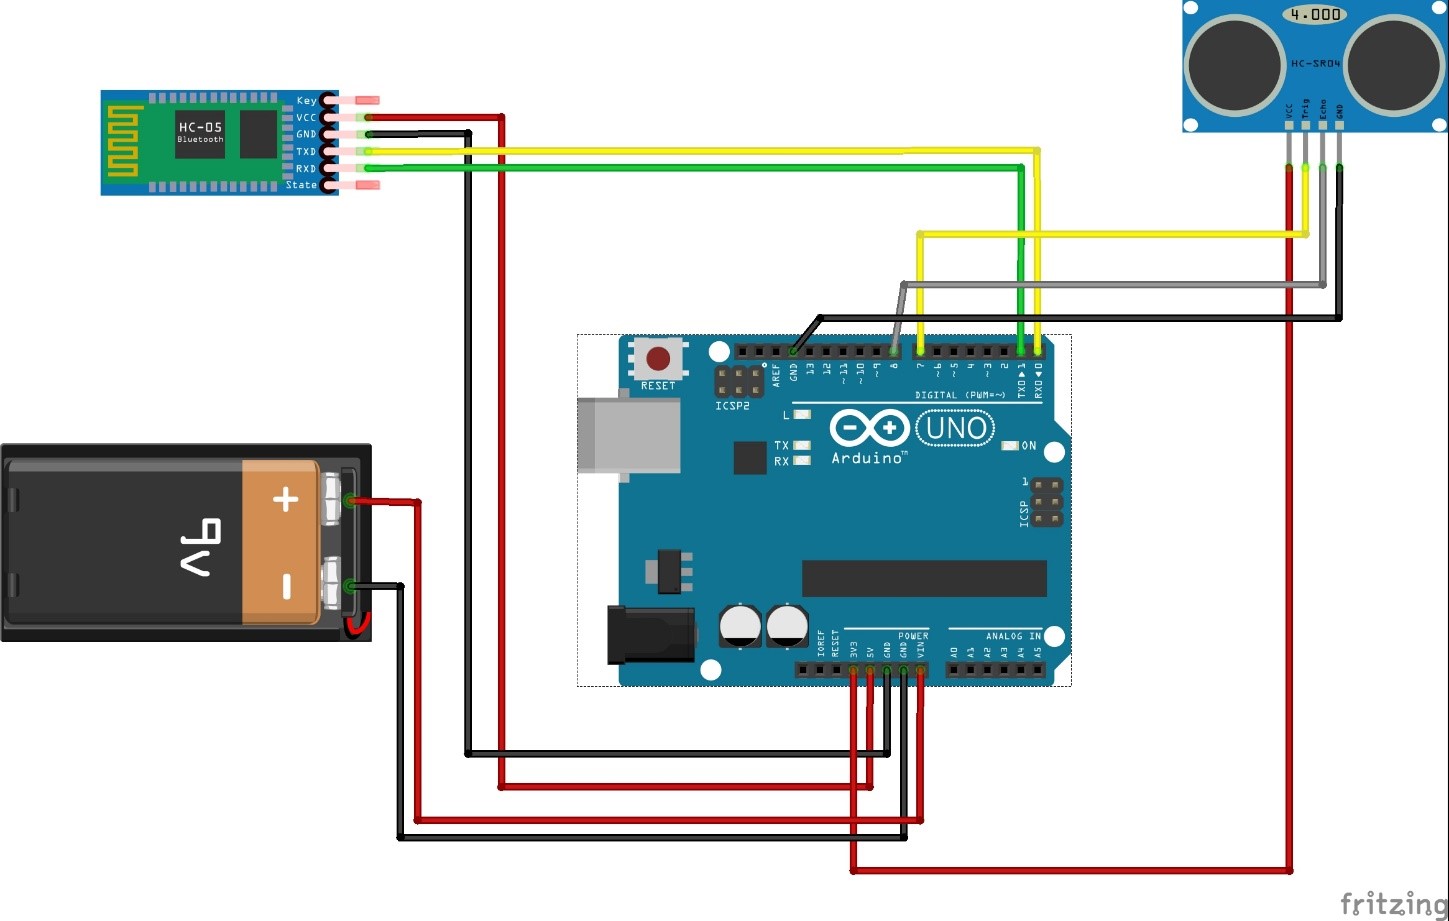 4.000
HC-SR04
VCC
Trig
Echo
GND
Key
VCC
GND
TXD
RXD
State
HC-05
Bluetooth
RESET
ICSP2
AREF
GND
13
12
~11
~10
~9
8
7
~6
~5
4
~3
2
TX0▶1
RX0◀0
DIGITAL (PWM=~)
L
TX
RX
UNO
Arduino™
ON
1
ICSP
+
9V
-
IOREF
RESET
3V3
5V
GND
GND
VIN
POWER
ANALOG IN
A0
A1
A2
A3
A4
A5
fritzing